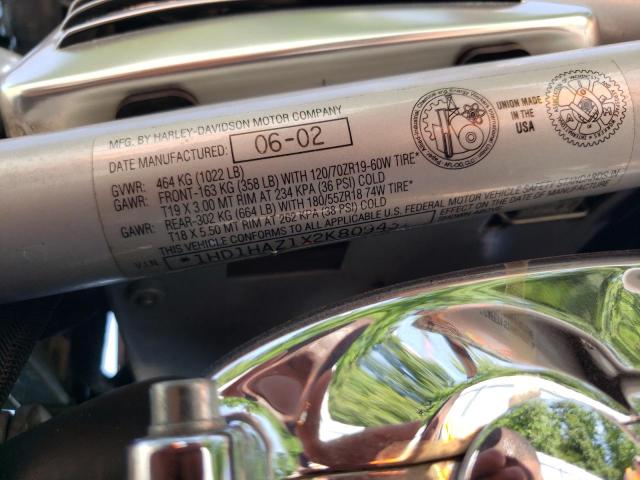 MFG. BY HARLEY-DAVIDSON MOTOR COMPANY
DATE MANUFACTURED: 06-02
GVWR: 464 KG (1022 LB)
GAWR: FRONT-163 KG (358 LB) WITH 120/70ZR19-60W TIRE*
T19 X 3.00 MT RIM AT 234 KPA (36 PSI) COLD
GAWR: REAR-302 KG (664 LB) WITH 180/55ZR18 74W TIRE*
T18 X 5.50 MT RIM AT 262 KPA (38 PSI) COLD
THIS VEHICLE CONFORMS TO ALL APPLICABLE U.S. FEDERAL MOTOR VEHICLE SAFETY STANDARDS IN
EFFECT ON THE DATE OF MANUFACTURE
SHOWN ABOVE
VIN *1HD1HAZ1X2K8094
UNION MADE
IN THE
USA